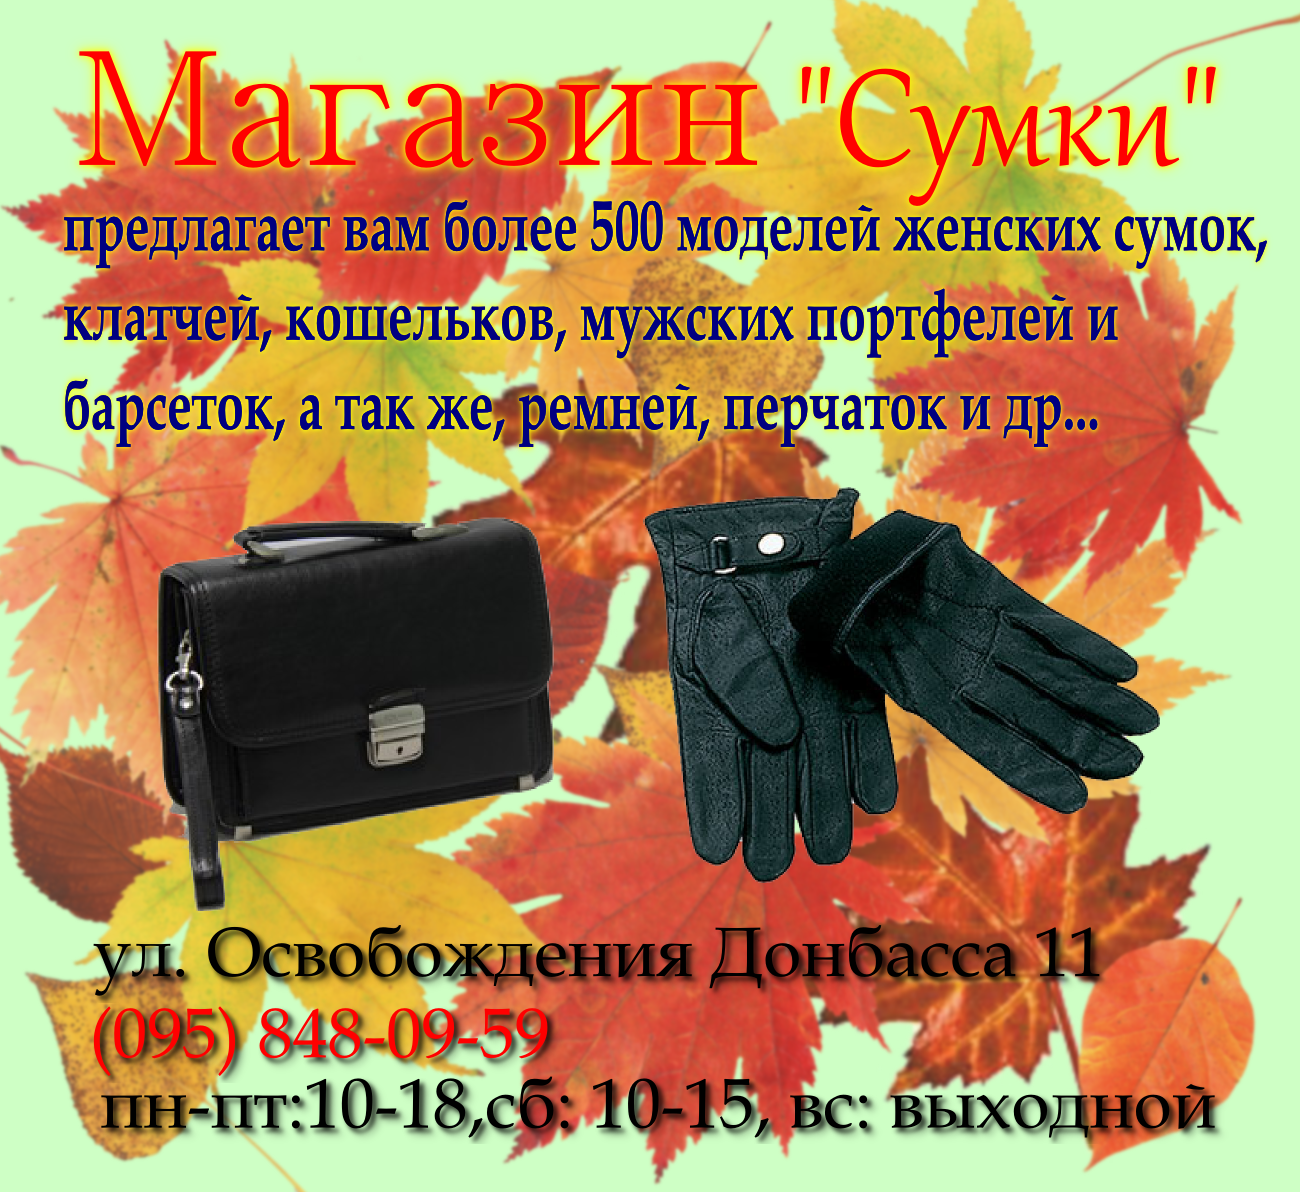 Магазин "Сумки"
предлагает вам более 500 моделей женских сумок,
клатчей, кошельков, мужских портфелей и
барсеток, а так же, ремней, перчаток и др...
ул. Освобождения Донбасса 11
(095) 848-09-59
пн-пт:10-18,сб: 10-15, вс: выходной